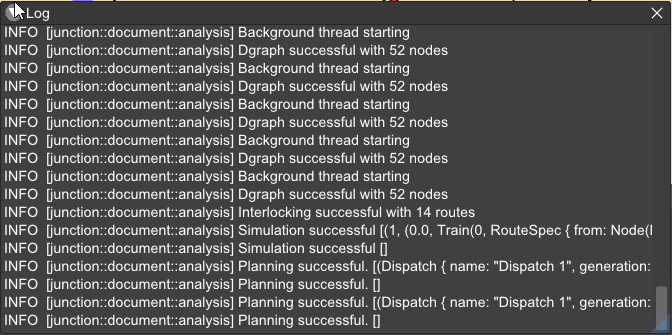 Log
INFO [junction::document::analysis] Background thread starting
INFO [junction::document::analysis] Dgraph successful with 52 nodes
INFO [junction::document::analysis] Background thread starting
INFO [junction::document::analysis] Dgraph successful with 52 nodes
INFO [junction::document::analysis] Background thread starting
INFO [junction::document::analysis] Dgraph successful with 52 nodes
INFO [junction::document::analysis] Background thread starting
INFO [junction::document::analysis] Dgraph successful with 52 nodes
INFO [junction::document::analysis] Background thread starting
INFO [junction::document::analysis] Dgraph successful with 52 nodes
INFO [junction::document::analysis] Interlocking successful with 14 routes
INFO [junction::document::analysis] Simulation successful [(1, (0.0, Train(0, RouteSpec { from: Node(
INFO [junction::document::analysis] Simulation successful []
INFO [junction::document::analysis] Planning successful. [(Dispatch { name: "Dispatch 1", generation:
INFO [junction::document::analysis] Planning successful. []
INFO [junction::document::analysis] Planning successful. [(Dispatch { name: "Dispatch 1", generation:
INFO [junction::document::analysis] Planning successful. []